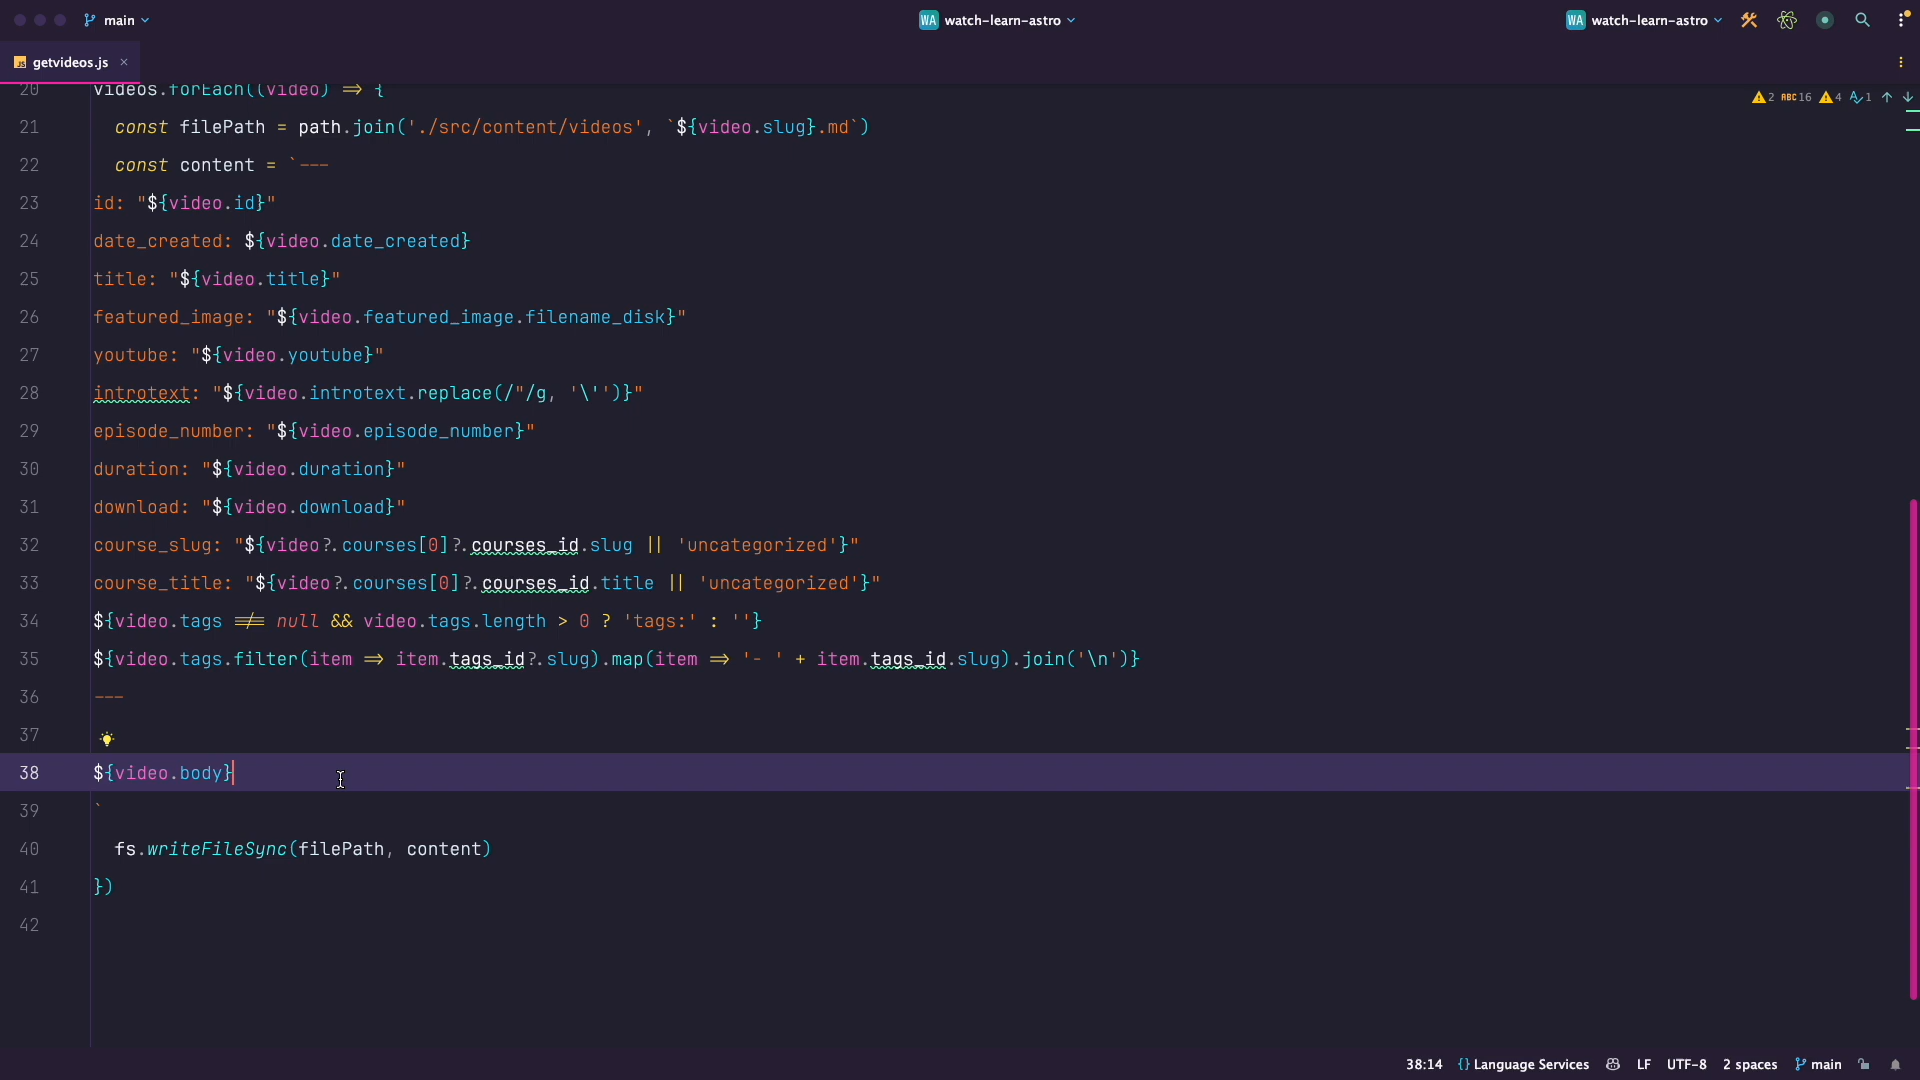 main
WA watch-learn-astro
WA watch-learn-astro
JS getvideos.js ×
2 ABC 16 4 1
20 videos.forEach((video) => {
21 const filePath = path.join('./src/content/videos', `${video.slug}.md`)
22 const content = `---
23 id: "${video.id}"
24 date_created: ${video.date_created}
25 title: "${video.title}"
26 featured_image: "${video.featured_image.filename_disk}"
27 youtube: "${video.youtube}"
28 introtext: "${video.introtext.replace(/"/g, '\'')}"
29 episode_number: "${video.episode_number}"
30 duration: "${video.duration}"
31 download: "${video.download}"
32 course_slug: "${video?.courses[0]?.courses_id.slug || 'uncategorized'}"
33 course_title: "${video?.courses[0]?.courses_id.title || 'uncategorized'}"
34 ${video.tags !== null && video.tags.length > 0 ? 'tags:' : ''}
35 ${video.tags.filter(item => item.tags_id?.slug).map(item => '- ' + item.tags_id.slug).join('\n')}
36 ---
37
38 ${video.body}
39 `
40 fs.writeFileSync(filePath, content)
41 })
42
38:14 {} Language Services LF UTF-8 2 spaces main